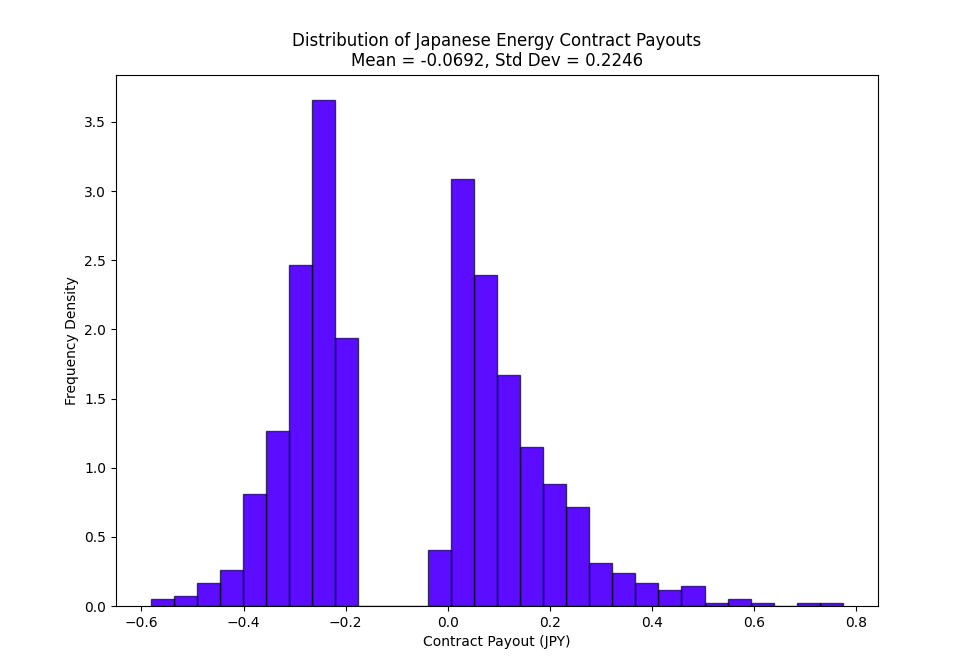 Distribution of Japanese Energy Contract Payouts
Mean = -0.0692, Std Dev = 0.2246
Frequency Density
3.5
3.0
2.5
2.0
1.5
1.0
0.5
0.0
−0.6 −0.4 −0.2 0.0 0.2 0.4 0.6 0.8
Contract Payout (JPY)